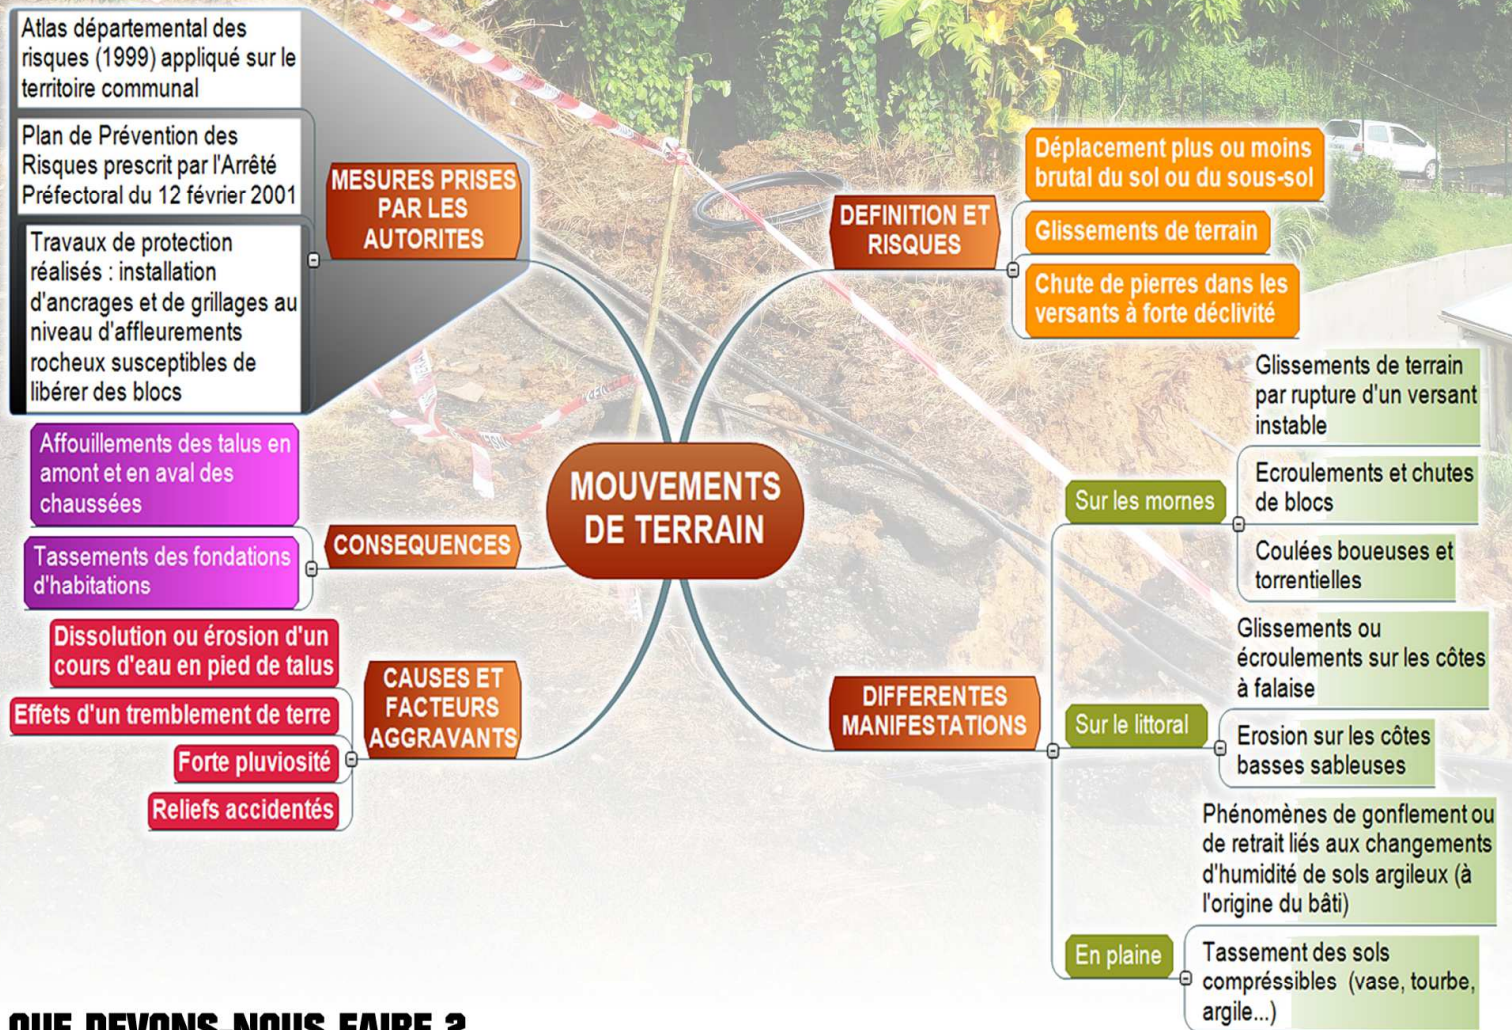 Atlas départemental des
risques (1999) appliqué sur le
territoire communal
Plan de Prévention des
Risques prescrit par l'Arrêté
Préfectoral du 12 février 2001
Travaux de protection
réalisés : installation
d'ancrages et de grillages au
niveau d'affleurements
rocheux susceptibles de
libérer des blocs
MESURES PRISES
PAR LES
AUTORITES
Affouillements des talus en
amont et en aval des
chaussées
Tassements des fondations
d'habitations
CONSEQUENCES
Dissolution ou érosion d'un
cours d'eau en pied de talus
Effets d'un tremblement de terre
Forte pluviosité
Reliefs accidentés
CAUSES ET
FACTEURS
AGGRAVANTS
MOUVEMENTS
DE TERRAIN
DEFINITION ET
RISQUES
Déplacement plus ou moins
brutal du sol ou du sous-sol
Glissements de terrain
Chute de pierres dans les
versants à forte déclivité
DIFFERENTES
MANIFESTATIONS
Sur les mornes
Glissements de terrain
par rupture d'un versant
instable
Ecroulements et chutes
de blocs
Coulées boueuses et
torrentielles
Sur le littoral
Glissements ou
écroulements sur les côtes
à falaise
Erosion sur les côtes
basses sableuses
En plaine
Phénomènes de gonflement ou
de retrait liés aux changements
d'humidité de sols argileux (à
l'origine du bâti)
Tassement des sols
compréssibles (vase, tourbe,
argile...)
QUE DEVONS-NOUS FAIRE ?